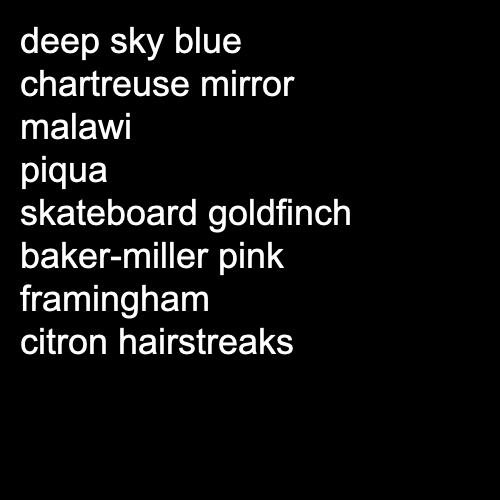 deep sky blue
chartreuse mirror
malawi
piqua
skateboard goldfinch
baker-miller pink
framingham
citron hairstreaks